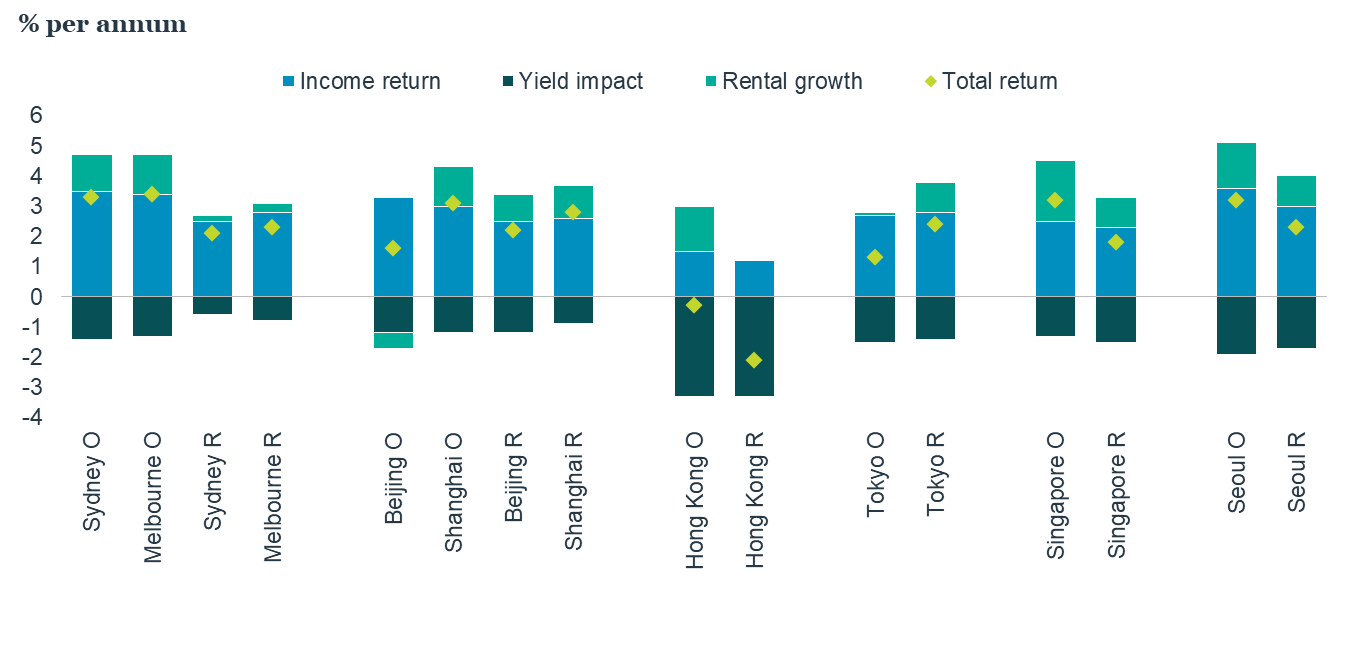 % per annum
Income return Yield impact Rental growth Total return
6
5
4
3
2
1
0
-1
-2
-3
-4
Sydney O
Melbourne O
Sydney R
Melbourne R
Beijing O
Shanghai O
Beijing R
Shanghai R
Hong Kong O
Hong Kong R
Tokyo O
Tokyo R
Singapore O
Singapore R
Seoul O
Seoul R